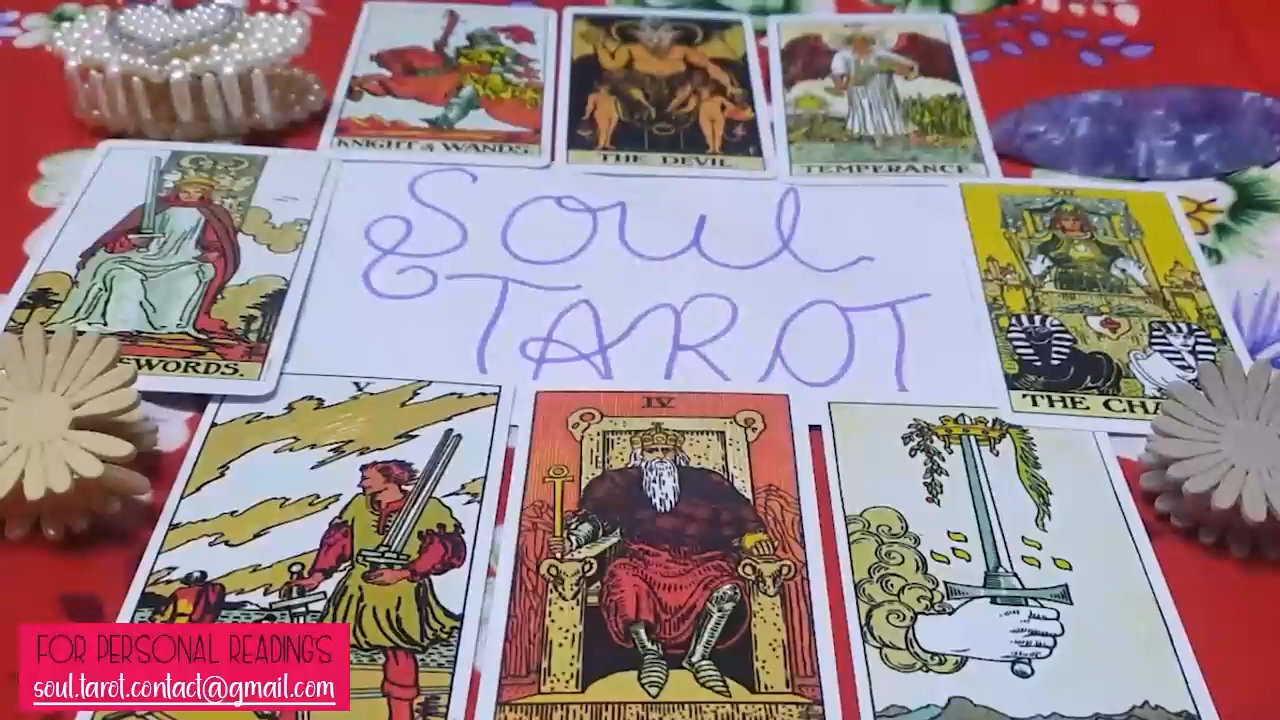 KNIGHT of WANDS.
THE DEVIL.
TEMPERANCE.
VII
Soul
TAROT
SWORDS.
THE CHA
V
IV
FOR PERSONAL READINGS
soul.tarot.contact@gmail.com